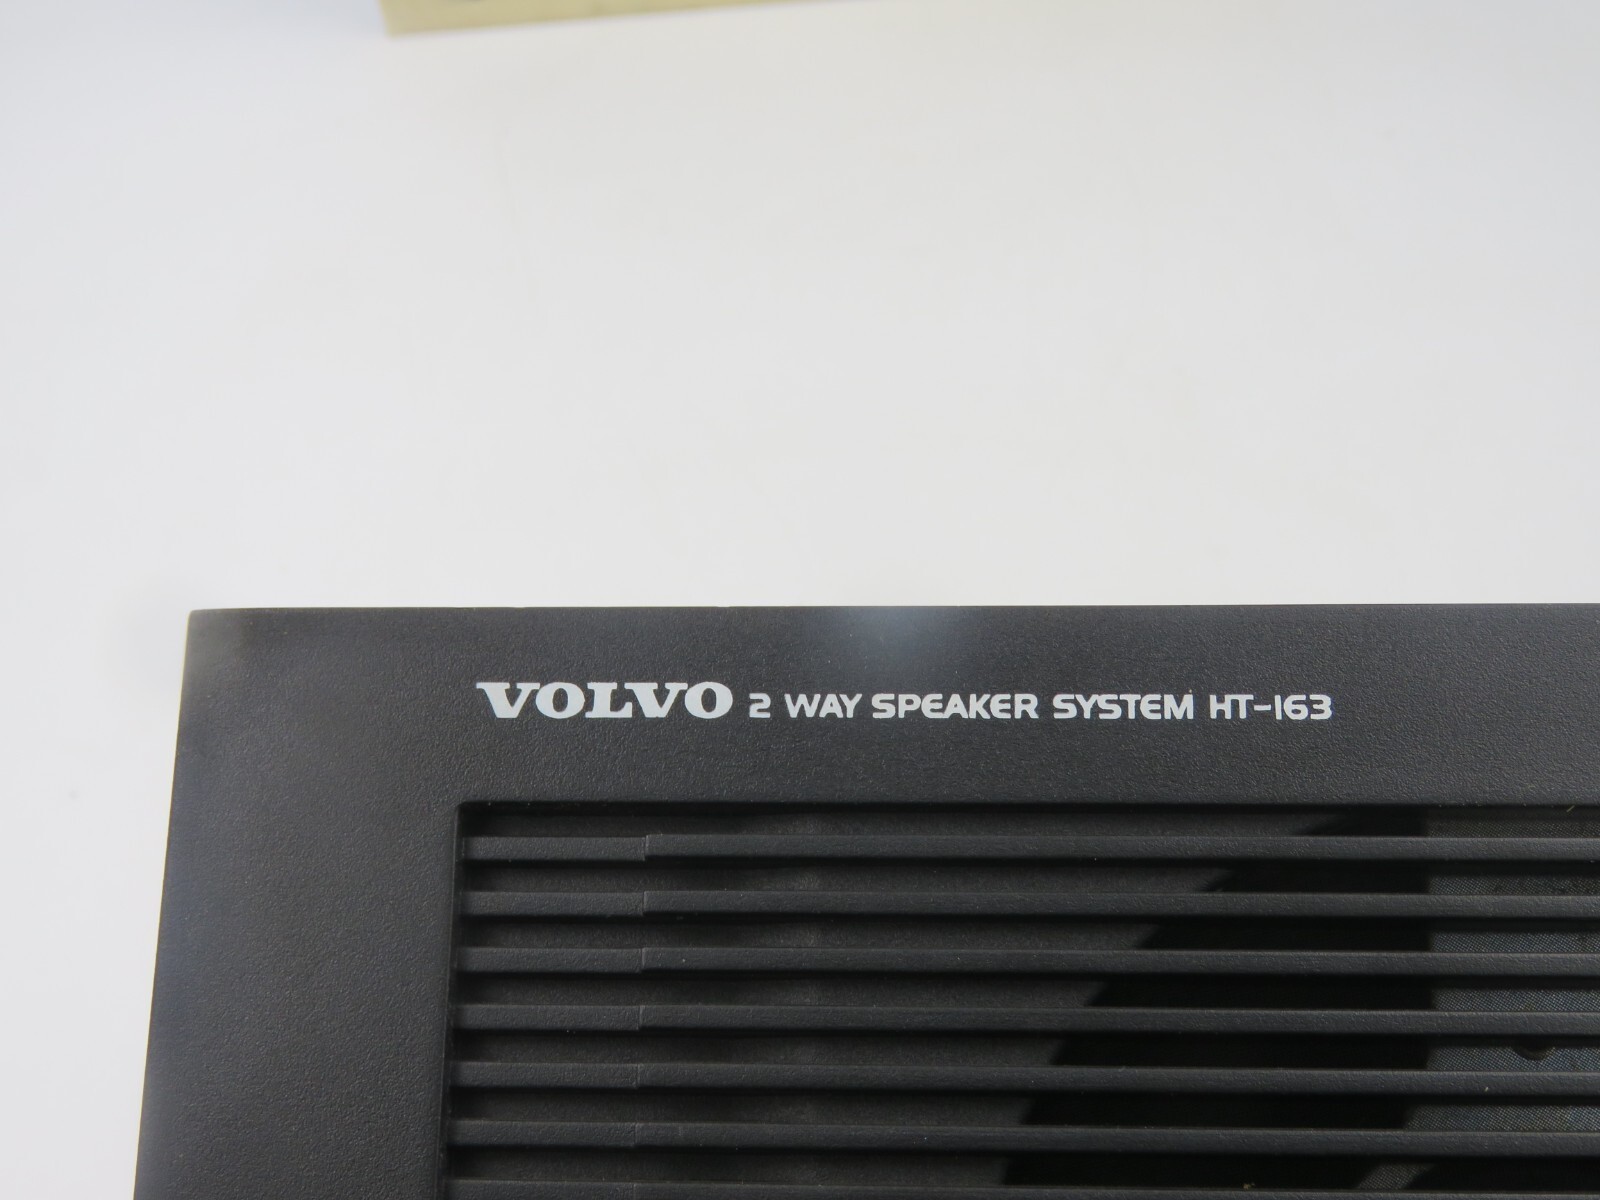 VOLVO 2 WAY SPEAKER SYSTEM HT-163